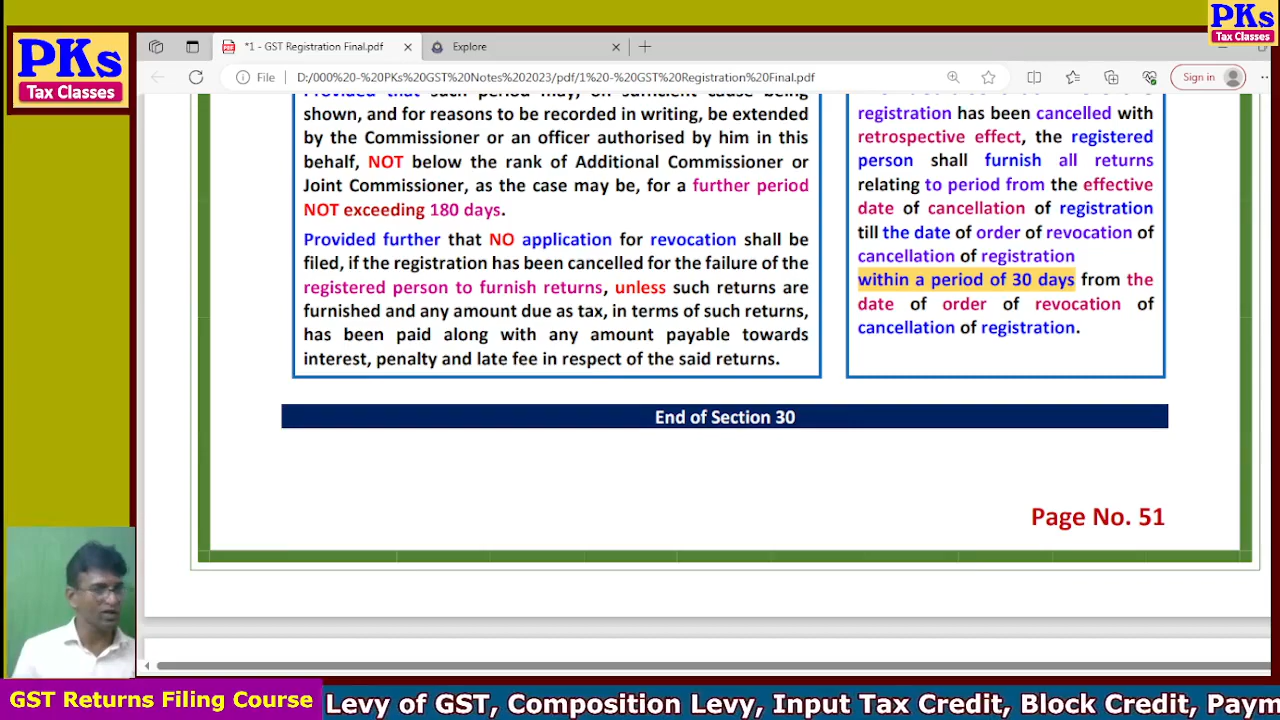 PKs
Tax Classes
PKs
Tax Classes
*1 - GST Registration Final.pdf
Explore
File
D:/000%20-%20PKs%20GST%20Notes%202023/pdf/1%20-%20GST%20Registration%20Final.pdf
Sign in
Provided that such period may, on sufficient cause being
shown, and for reasons to be recorded in writing, be extended
by the Commissioner or an officer authorised by him in this
behalf, NOT below the rank of Additional Commissioner or
Joint Commissioner, as the case may be, for a further period
NOT exceeding 180 days.
Provided further that NO application for revocation shall be
filed, if the registration has been cancelled for the failure of the
registered person to furnish returns, unless such returns are
furnished and any amount due as tax, in terms of such returns,
has been paid along with any amount payable towards
interest, penalty and late fee in respect of the said returns.
registration has been cancelled with
retrospective effect, the registered
person shall furnish all returns
relating to period from the effective
date of cancellation of registration
till the date of order of revocation of
cancellation of registration
within a period of 30 days from the
date of order of revocation of
cancellation of registration.
End of Section 30
Page No. 51
GST Returns Filing Course
Levy of GST, Composition Levy, Input Tax Credit, Block Credit, Paym